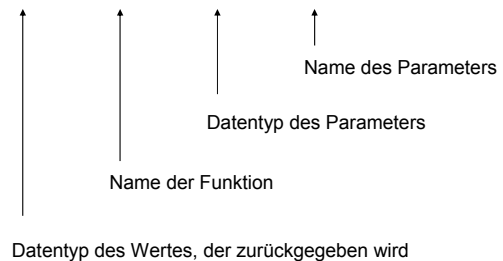 Name des Parameters
Datentyp des Parameters
Name der Funktion
Datentyp des Wertes, der zurückgegeben wird